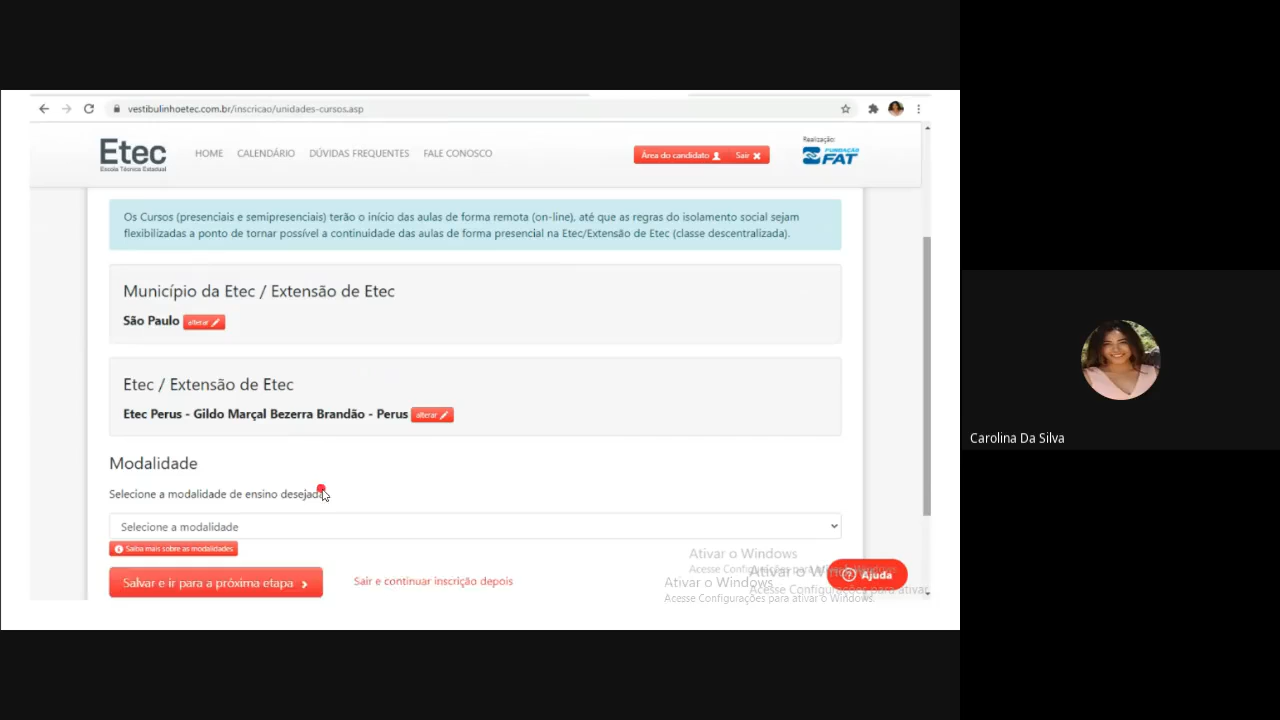 vestibulinhoetec.com.br/inscricao/unidades-cursos.asp
Etec
Escola Técnica Estadual
HOME CALENDÁRIO DÚVIDAS FREQUENTES FALE CONOSCO
Área do candidato Sair
Realização:
FUNDAÇÃO
FAT
Os Cursos (presenciais e semipresenciais) terão o início das aulas de forma remota (on-line), até que as regras do isolamento social sejam
flexibilizadas a ponto de tornar possível a continuidade das aulas de forma presencial na Etec/Extensão de Etec (classe descentralizada).
Município da Etec / Extensão de Etec
São Paulo alterar
Etec / Extensão de Etec
Etec Perus - Gildo Marçal Bezerra Brandão - Perus alterar
Modalidade
Selecione a modalidade de ensino desejada
Selecione a modalidade
Saiba mais sobre as modalidades
Salvar e ir para a próxima etapa
Sair e continuar inscrição depois
Ativar o Windows
Ativar o Windows
Acesse Configurações para ativar o Windows.
Acesse Configurações para ativar
Ajuda
Carolina Da Silva